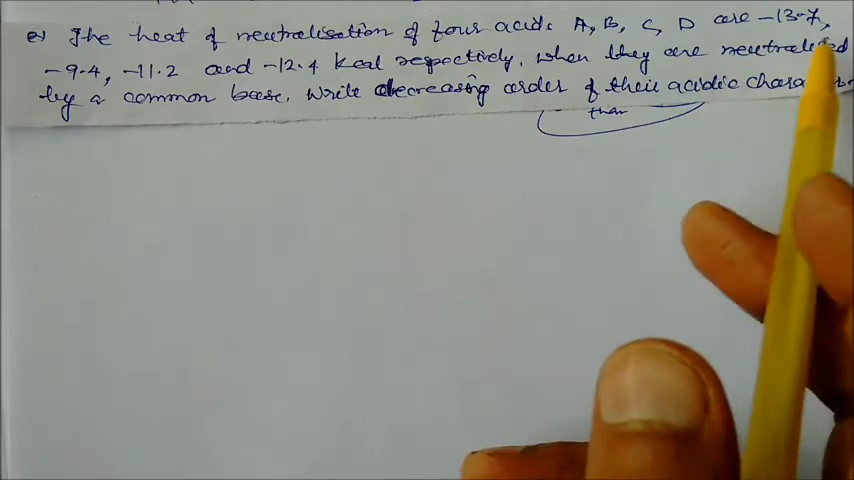 The heat of neutralisation of four acids A, B, C, D are -13.7,
-9.4, -11.2 and -12.4 Kcal respectively. when they are neutralised
by a common base. Write decreasing order of their acidic character.
than